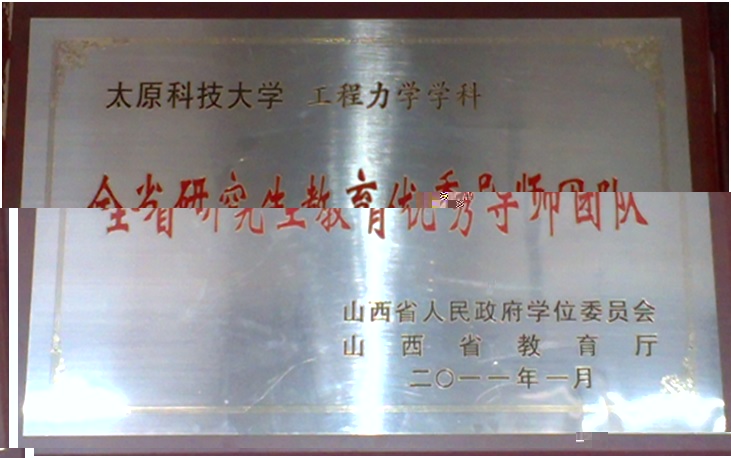 太原科技大学 工程力学学科
全省研究生教育优秀导师团队
山西省人民政府学位委员会
山西省教育厅
二〇一一年一月